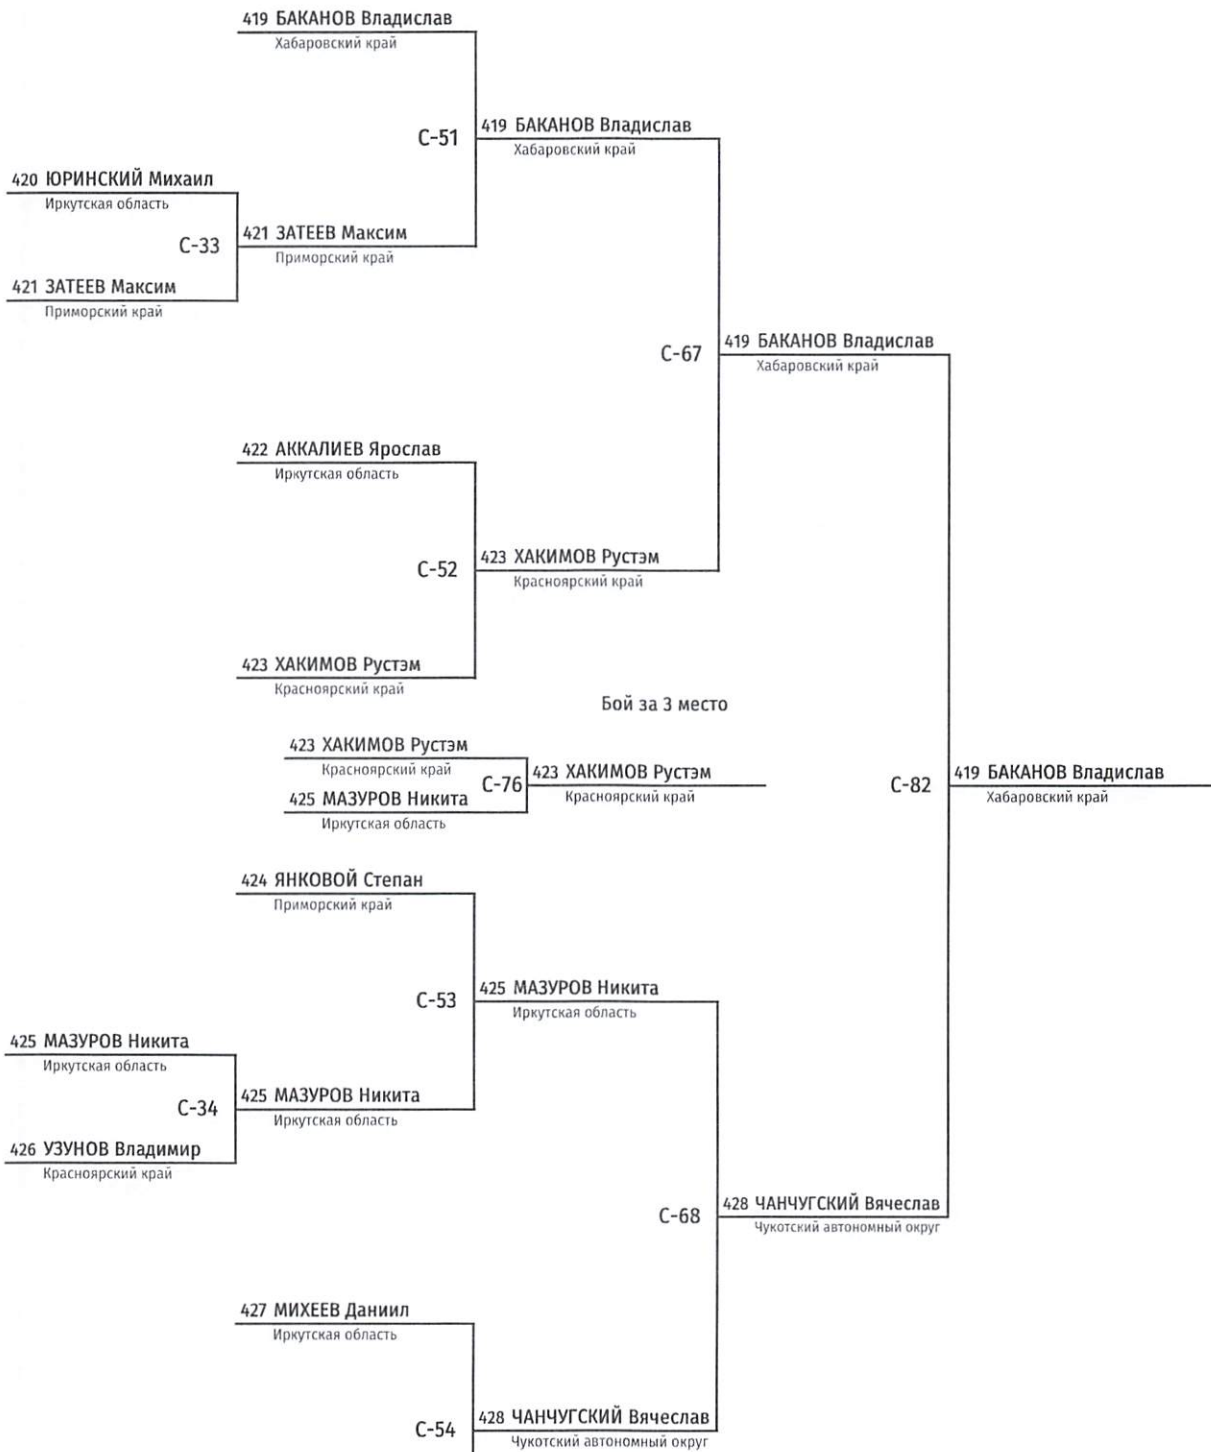 419 БАКАНОВ Владислав
Хабаровский край
С-51
419 БАКАНОВ Владислав
Хабаровский край
420 ЮРИНСКИЙ Михаил
Иркутская область
С-33
421 ЗАТЕЕВ Максим
Приморский край
421 ЗАТЕЕВ Максим
Приморский край
С-67
419 БАКАНОВ Владислав
Хабаровский край
422 АККАЛИЕВ Ярослав
Иркутская область
С-52
423 ХАКИМОВ Рустэм
Красноярский край
423 ХАКИМОВ Рустэм
Красноярский край
Бой за 3 место
423 ХАКИМОВ Рустэм
Красноярский край
С-76
423 ХАКИМОВ Рустэм
Красноярский край
425 МАЗУРОВ Никита
Иркутская область
С-82
419 БАКАНОВ Владислав
Хабаровский край
424 ЯНКОВОЙ Степан
Приморский край
С-53
425 МАЗУРОВ Никита
Иркутская область
425 МАЗУРОВ Никита
Иркутская область
С-34
425 МАЗУРОВ Никита
Иркутская область
426 УЗУНОВ Владимир
Красноярский край
С-68
428 ЧАНЧУГСКИЙ Вячеслав
Чукотский автономный округ
427 МИХЕЕВ Даниил
Иркутская область
С-54
428 ЧАНЧУГСКИЙ Вячеслав
Чукотский автономный округ